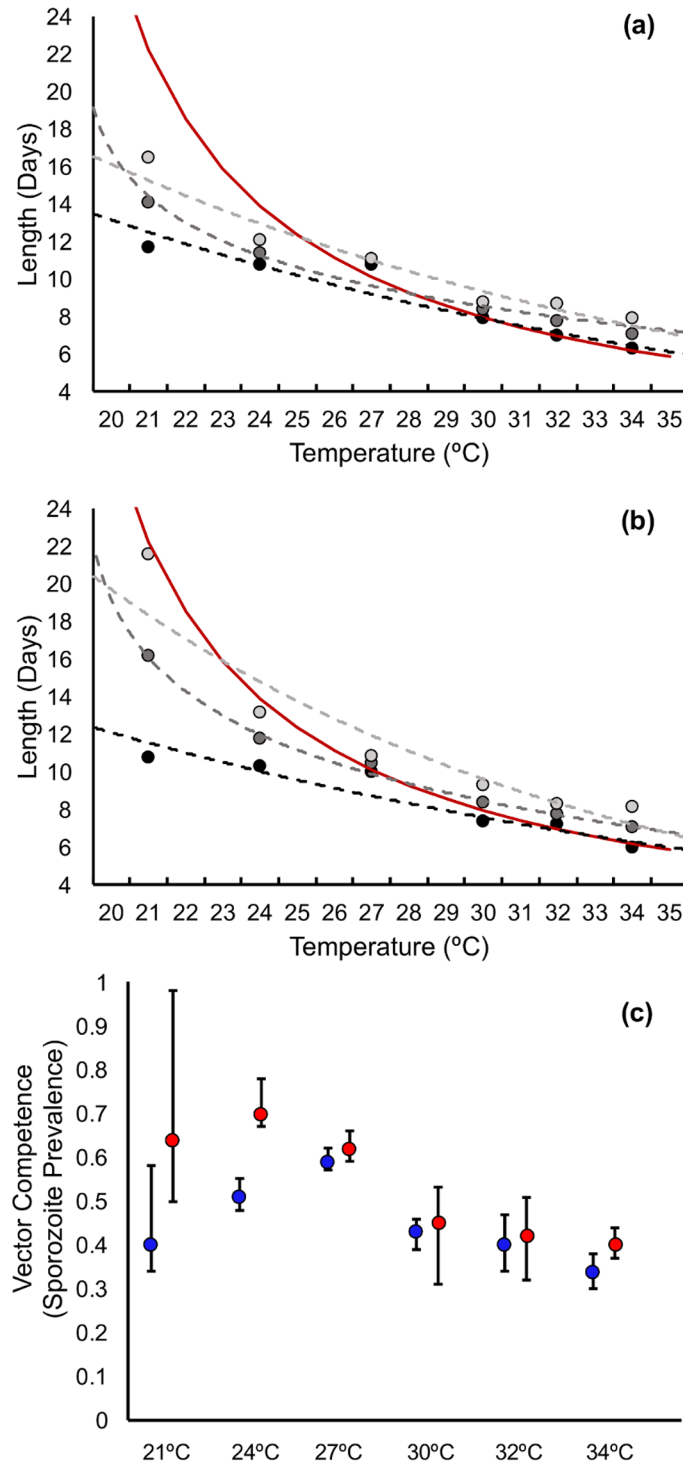 (a)
24
22
20
18
16
14
12
10
8
6
4
Length (Days)
20 21 22 23 24 25 26 27 28 29 30 31 32 33 34 35
Temperature (ºC)
(b)
24
22
20
18
16
14
12
10
8
6
4
Length (Days)
20 21 22 23 24 25 26 27 28 29 30 31 32 33 34 35
Temperature (ºC)
(c)
1
0.9
0.8
0.7
0.6
0.5
0.4
0.3
0.2
0.1
0
Vector Competence
(Sporozoite Prevalence)
21ºC 24ºC 27ºC 30ºC 32ºC 34ºC